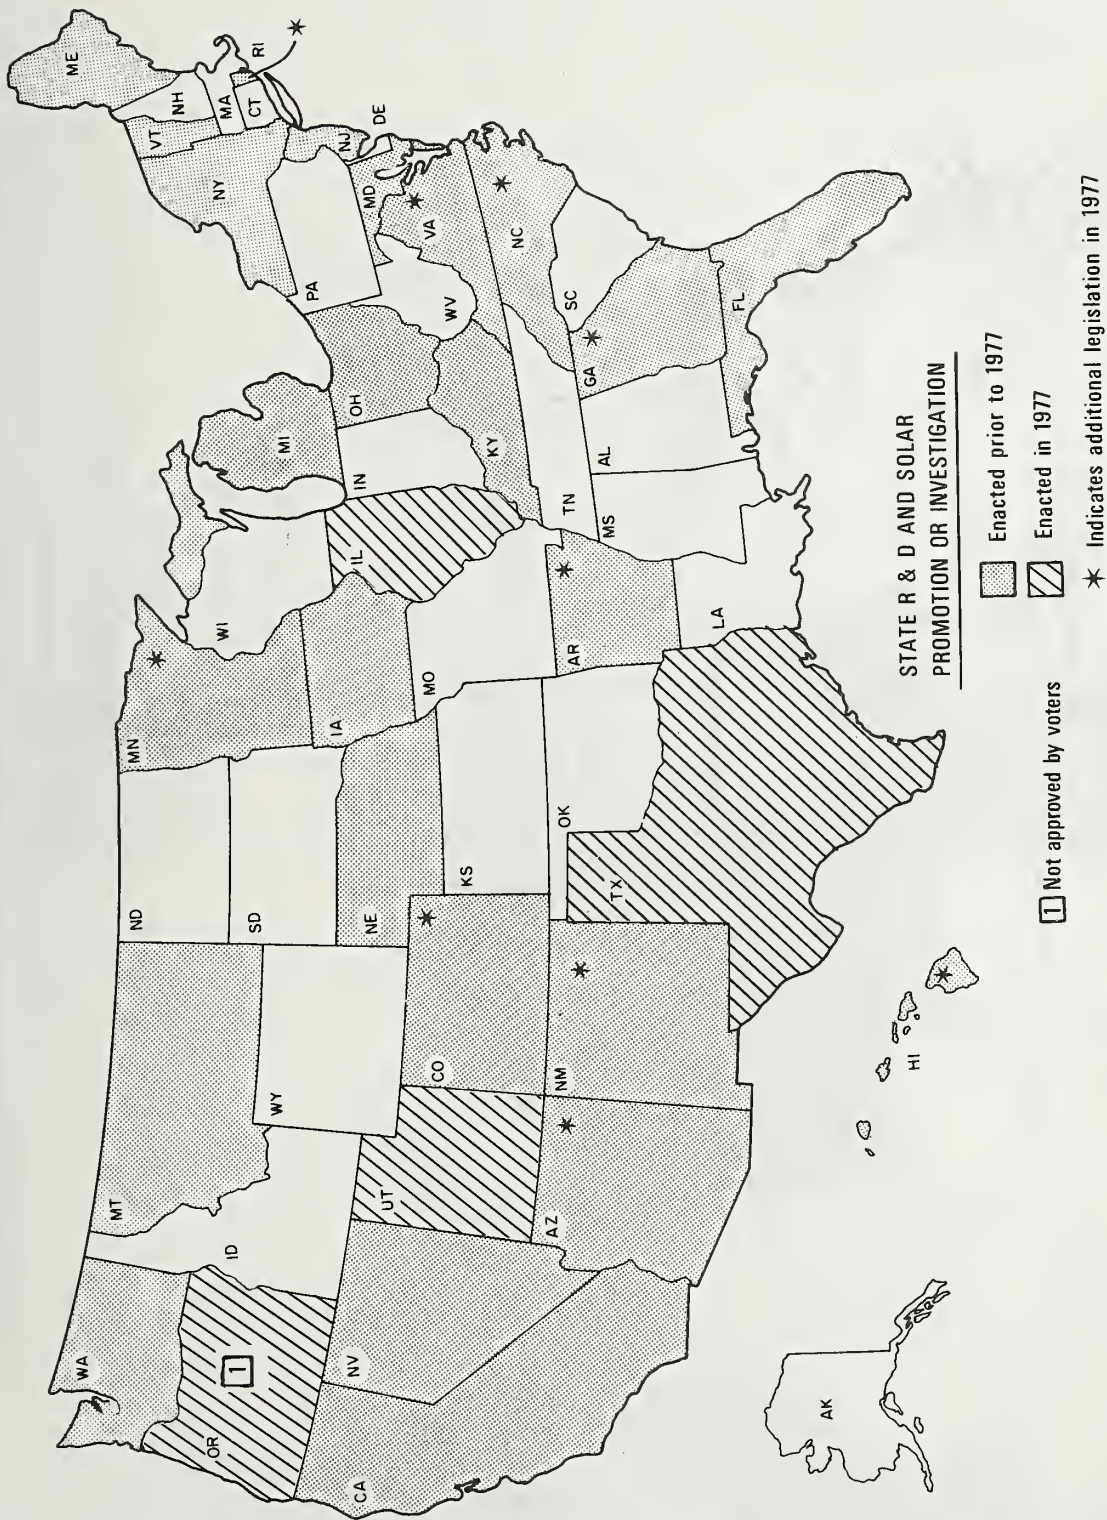 WA
OR
1
CA
NV
ID
MT
WY
UT
AZ
CO
NM
ND
SD
NE
KS
OK
TX
MN
IA
MO
AR
LA
WI
IL
MI
IN
OH
KY
TN
MS
AL
GA
FL
SC
NC
VA
WV
PA
MD
DE
NJ
NY
VT
NH
MA
CT
RI
ME
AK
HI
STATE R & D AND SOLAR
PROMOTION OR INVESTIGATION
Enacted prior to 1977
Enacted in 1977
* Indicates additional legislation in 1977
1 Not approved by voters